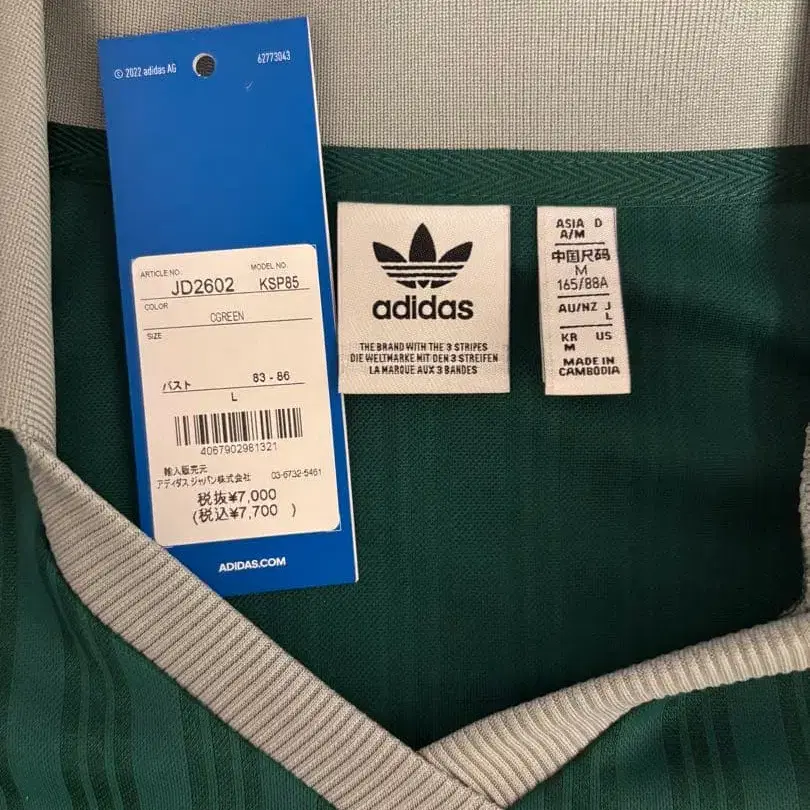 © 2022 adidas AG
62773043
ARTICLE NO.
MODEL NO.
JD2602
KSP85
COLOR
CGREEN
SIZE
バスト 83 - 86
L
4067902981321
輸入販売元
アディダス ジャパン株式会社 03-6732-5461
税抜¥7,000
(税込¥7,700 )
ADIDAS.COM
adidas
THE BRAND WITH THE 3 STRIPES
DIE WELTMARKE MIT DEN 3 STREIFEN
LA MARQUE AUX 3 BANDES
ASIA D
A/M
中国尺码
M
165/88A
AU/NZ J
L
KR US
M
MADE IN
CAMBODIA